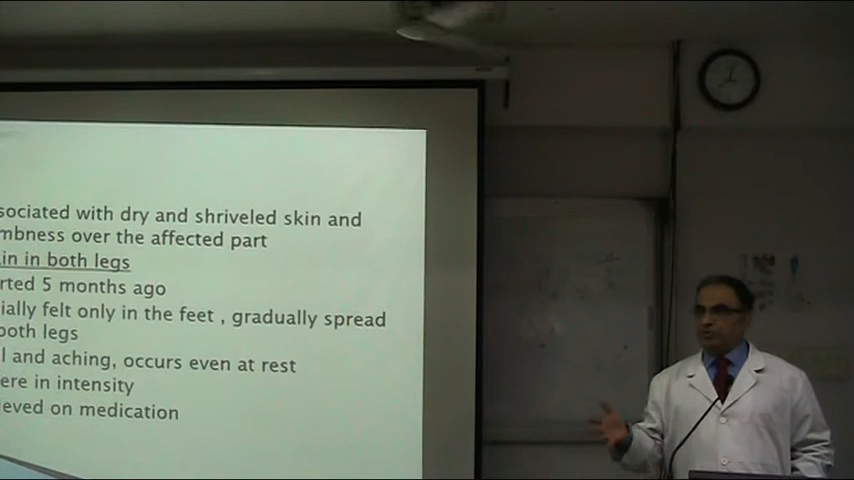 sociated with dry and shriveled skin and
mbness over the affected part
in in both legs
rted 5 months ago
ially felt only in the feet , gradually spread
both legs
l and aching, occurs even at rest
ere in intensity
ieved on medication